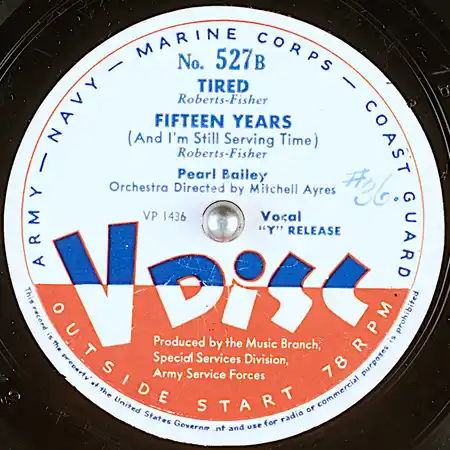 ARMY — NAVY — MARINE CORPS — COAST GUARD
No. 527B
TIRED
Roberts-Fisher
FIFTEEN YEARS
(And I'm Still Serving Time)
Roberts-Fisher
Pearl Bailey
Orchestra Directed by Mitchell Ayres
#36.
VP 1436
Vocal
"Y" RELEASE
V DISC
Produced by the Music Branch,
Special Services Division,
Army Service Forces
OUTSIDE START 78 RPM
This record is the property of the United States Government and use for radio or commercial purposes is prohibited